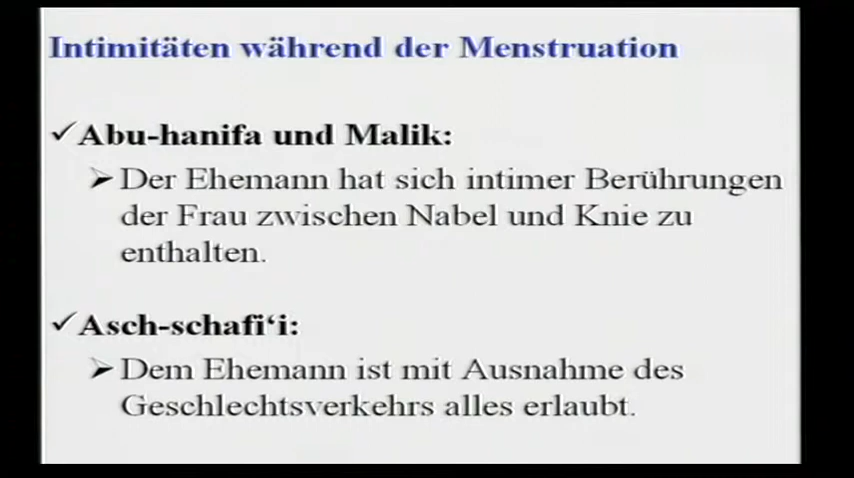 Intimitäten während der Menstruation
✓Abu-hanifa und Malik:
➢Der Ehemann hat sich intimer Berührungen
der Frau zwischen Nabel und Knie zu
enthalten.
✓Asch-schafi‘i:
➢Dem Ehemann ist mit Ausnahme des
Geschlechtsverkehrs alles erlaubt.